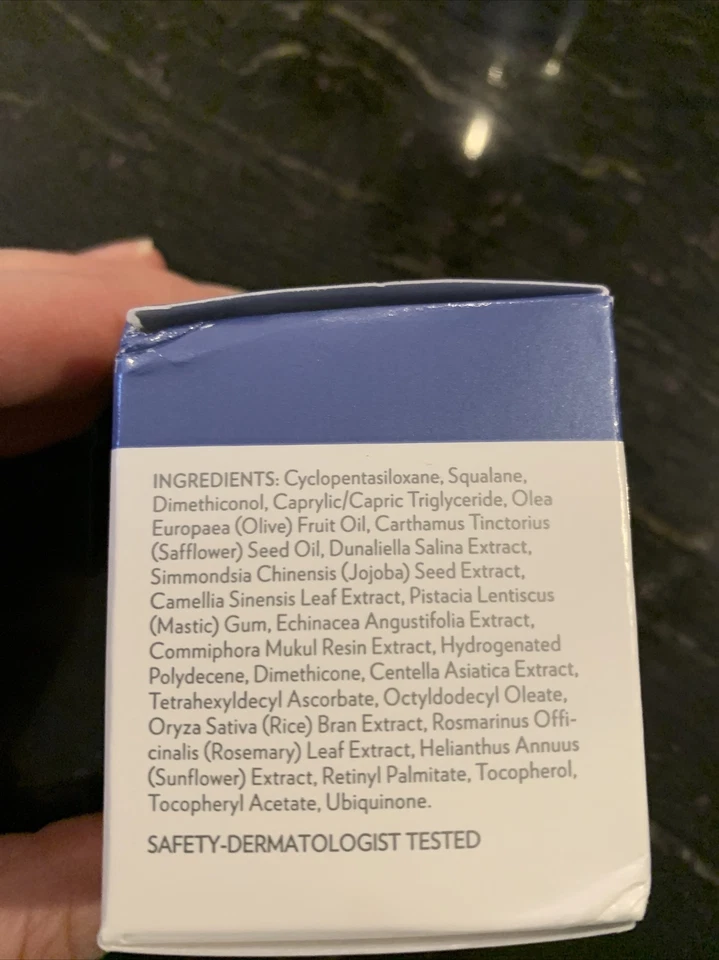 INGREDIENTS: Cyclopentasiloxane, Squalane,
Dimethiconol, Caprylic/Capric Triglyceride, Olea
Europaea (Olive) Fruit Oil, Carthamus Tinctorius
(Safflower) Seed Oil, Dunaliella Salina Extract,
Simmondsia Chinensis (Jojoba) Seed Extract,
Camellia Sinensis Leaf Extract, Pistacia Lentiscus
(Mastic) Gum, Echinacea Angustifolia Extract,
Commiphora Mukul Resin Extract, Hydrogenated
Polydecene, Dimethicone, Centella Asiatica Extract,
Tetrahexyldecyl Ascorbate, Octyldodecyl Oleate,
Oryza Sativa (Rice) Bran Extract, Rosmarinus Offi-
cinalis (Rosemary) Leaf Extract, Helianthus Annuus
(Sunflower) Extract, Retinyl Palmitate, Tocopherol,
Tocopheryl Acetate, Ubiquinone.
SAFETY-DERMATOLOGIST TESTED